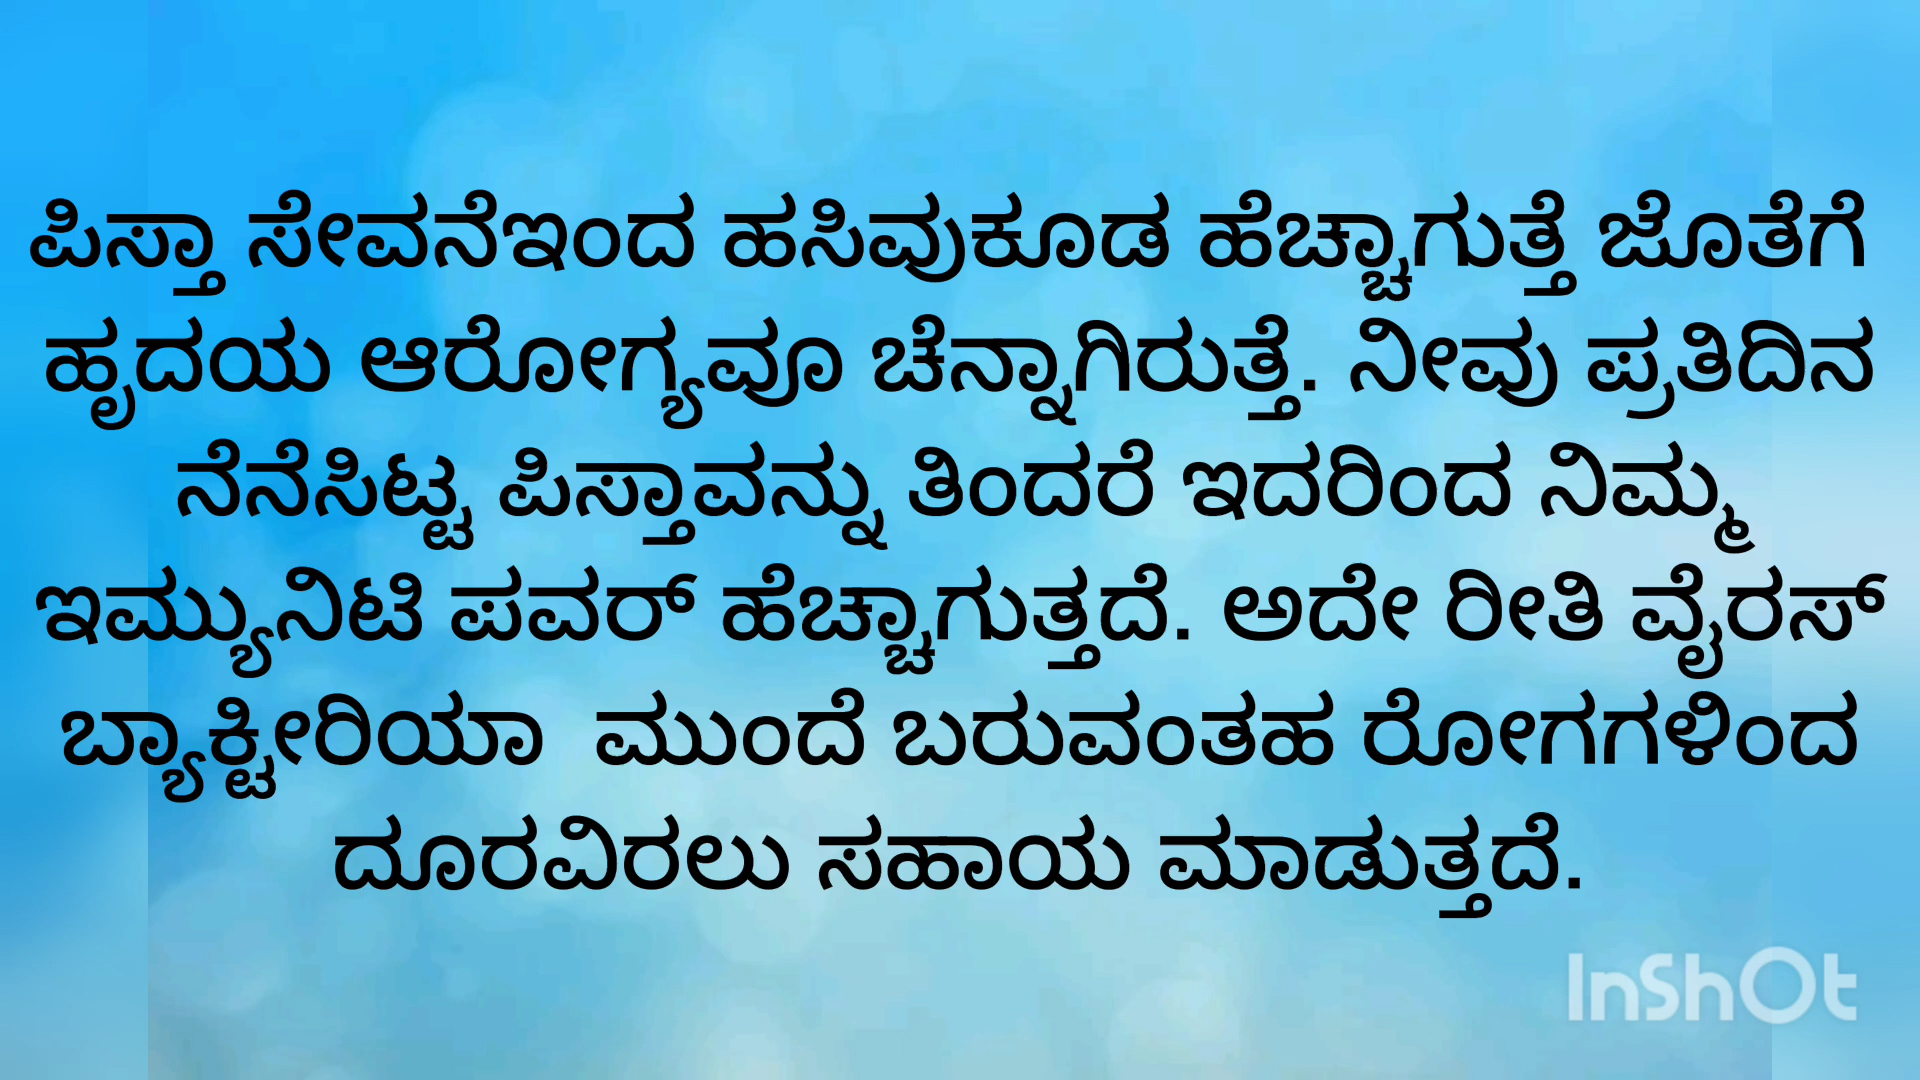 ಪಿಸ್ತಾ ಸೇವನೆಇಂದ ಹಸಿವುಕೂಡ ಹೆಚ್ಚಾಗುತ್ತೆ ಜೊತೆಗೆ
ಹೃದಯ ಆರೋಗ್ಯವೂ ಚೆನ್ನಾಗಿರುತ್ತೆ. ನೀವು ಪ್ರತಿದಿನ
ನೆನೆಸಿಟ್ಟ ಪಿಸ್ತಾವನ್ನು ತಿಂದರೆ ಇದರಿಂದ ನಿಮ್ಮ
ಇಮ್ಯುನಿಟಿ ಪವರ್ ಹೆಚ್ಚಾಗುತ್ತದೆ. ಅದೇ ರೀತಿ ವೈರಸ್
ಬ್ಯಾಕ್ಟೀರಿಯಾ  ಮುಂದೆ ಬರುವಂತಹ ರೋಗಗಳಿಂದ
ದೂರವಿರಲು ಸಹಾಯ ಮಾಡುತ್ತದೆ.
InShOt